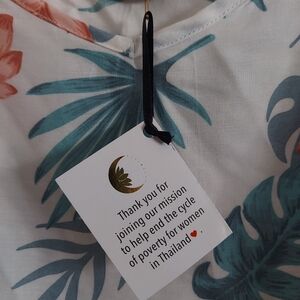 Thank you for
joining our mission
to help end the cycle
of poverty for women
in Thailand❤.